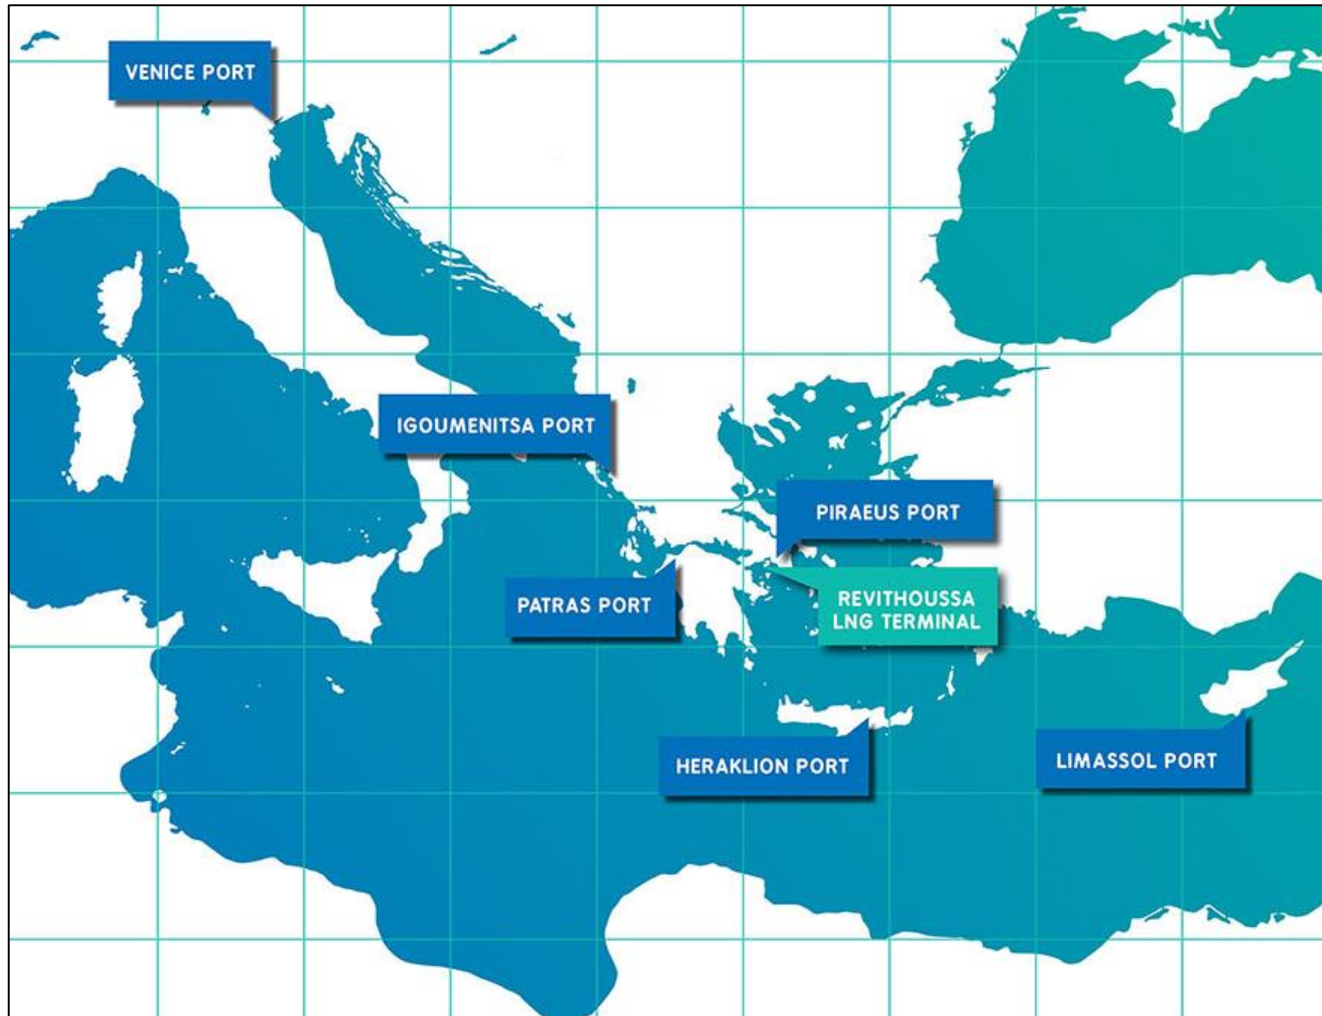 VENICE PORT
IGOUMENITSA PORT
PIRAEUS PORT
PATRAS PORT
REVITHOUSSA
LNG TERMINAL
HERAKLION PORT
LIMASSOL PORT